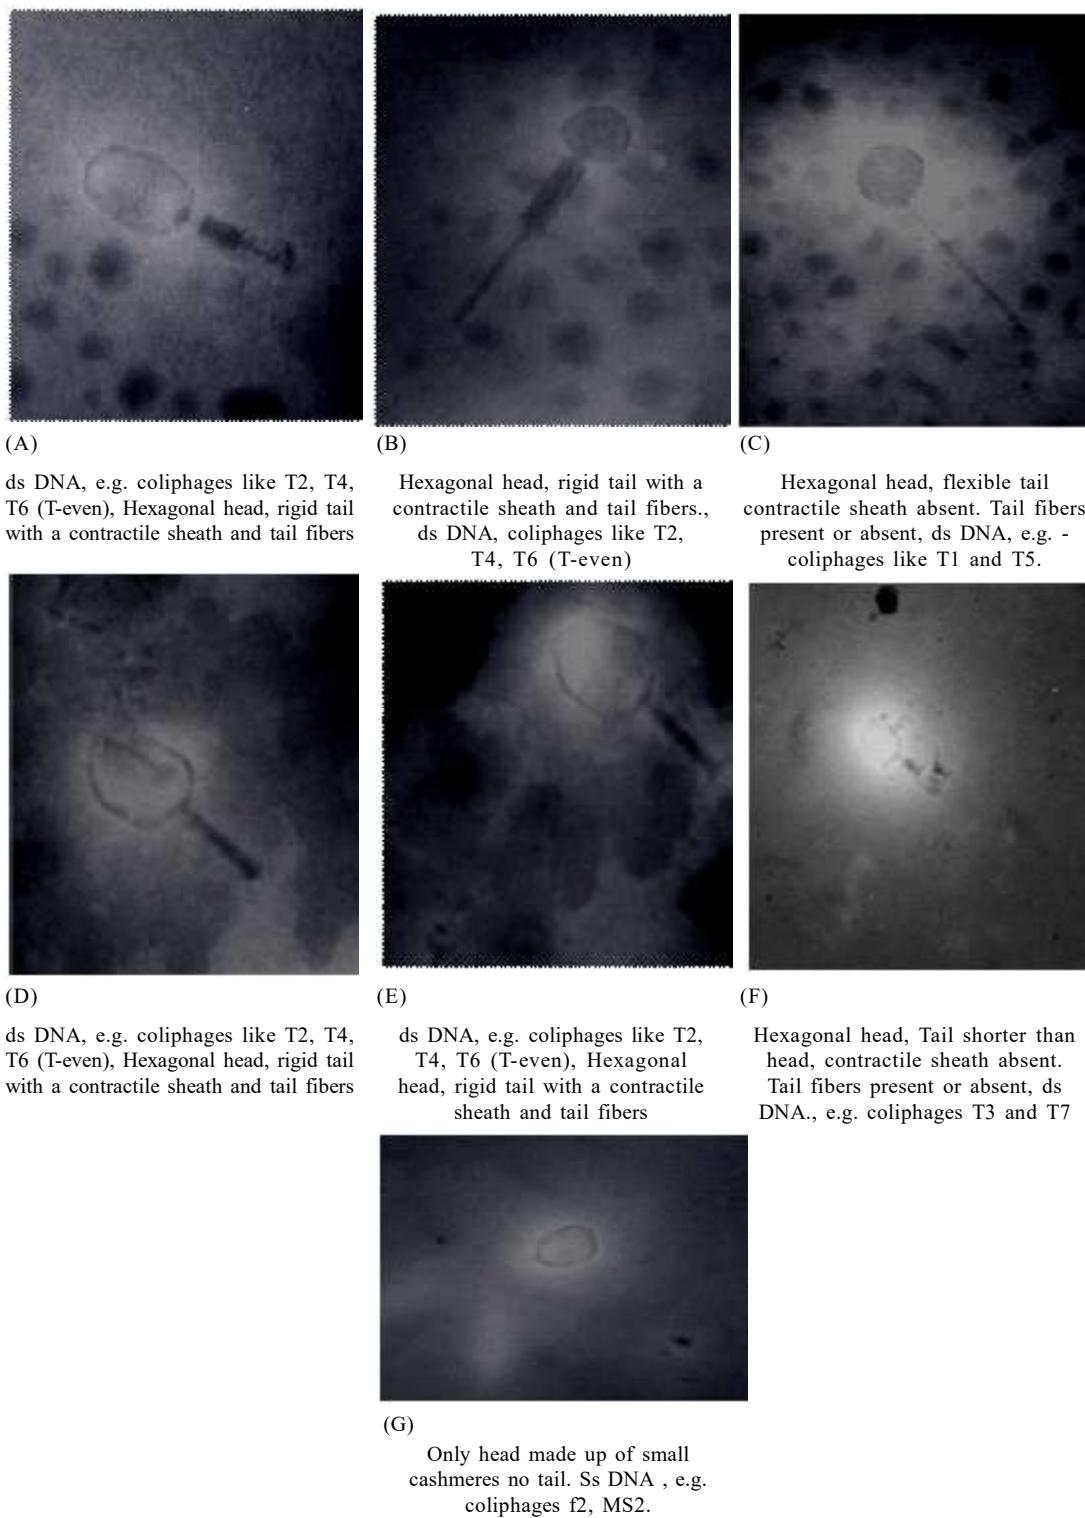 (A)
ds DNA, e.g. coliphages like T2, T4,
T6 (T-even), Hexagonal head, rigid tail
with a contractile sheath and tail fibers
(B)
Hexagonal head, rigid tail with a
contractile sheath and tail fibers.,
ds DNA, coliphages like T2,
T4, T6 (T-even)
(C)
Hexagonal head, flexible tail
contractile sheath absent. Tail fibers
present or absent, ds DNA, e.g. -
coliphages like T1 and T5.
(D)
ds DNA, e.g. coliphages like T2, T4,
T6 (T-even), Hexagonal head, rigid tail
with a contractile sheath and tail fibers
(E)
ds DNA, e.g. coliphages like T2,
T4, T6 (T-even), Hexagonal
head, rigid tail with a contractile
sheath and tail fibers
(F)
Hexagonal head, Tail shorter than
head, contractile sheath absent.
Tail fibers present or absent, ds
DNA., e.g. coliphages T3 and T7
(G)
Only head made up of small
cashmeres no tail. Ss DNA , e.g.
coliphages f2, MS2.